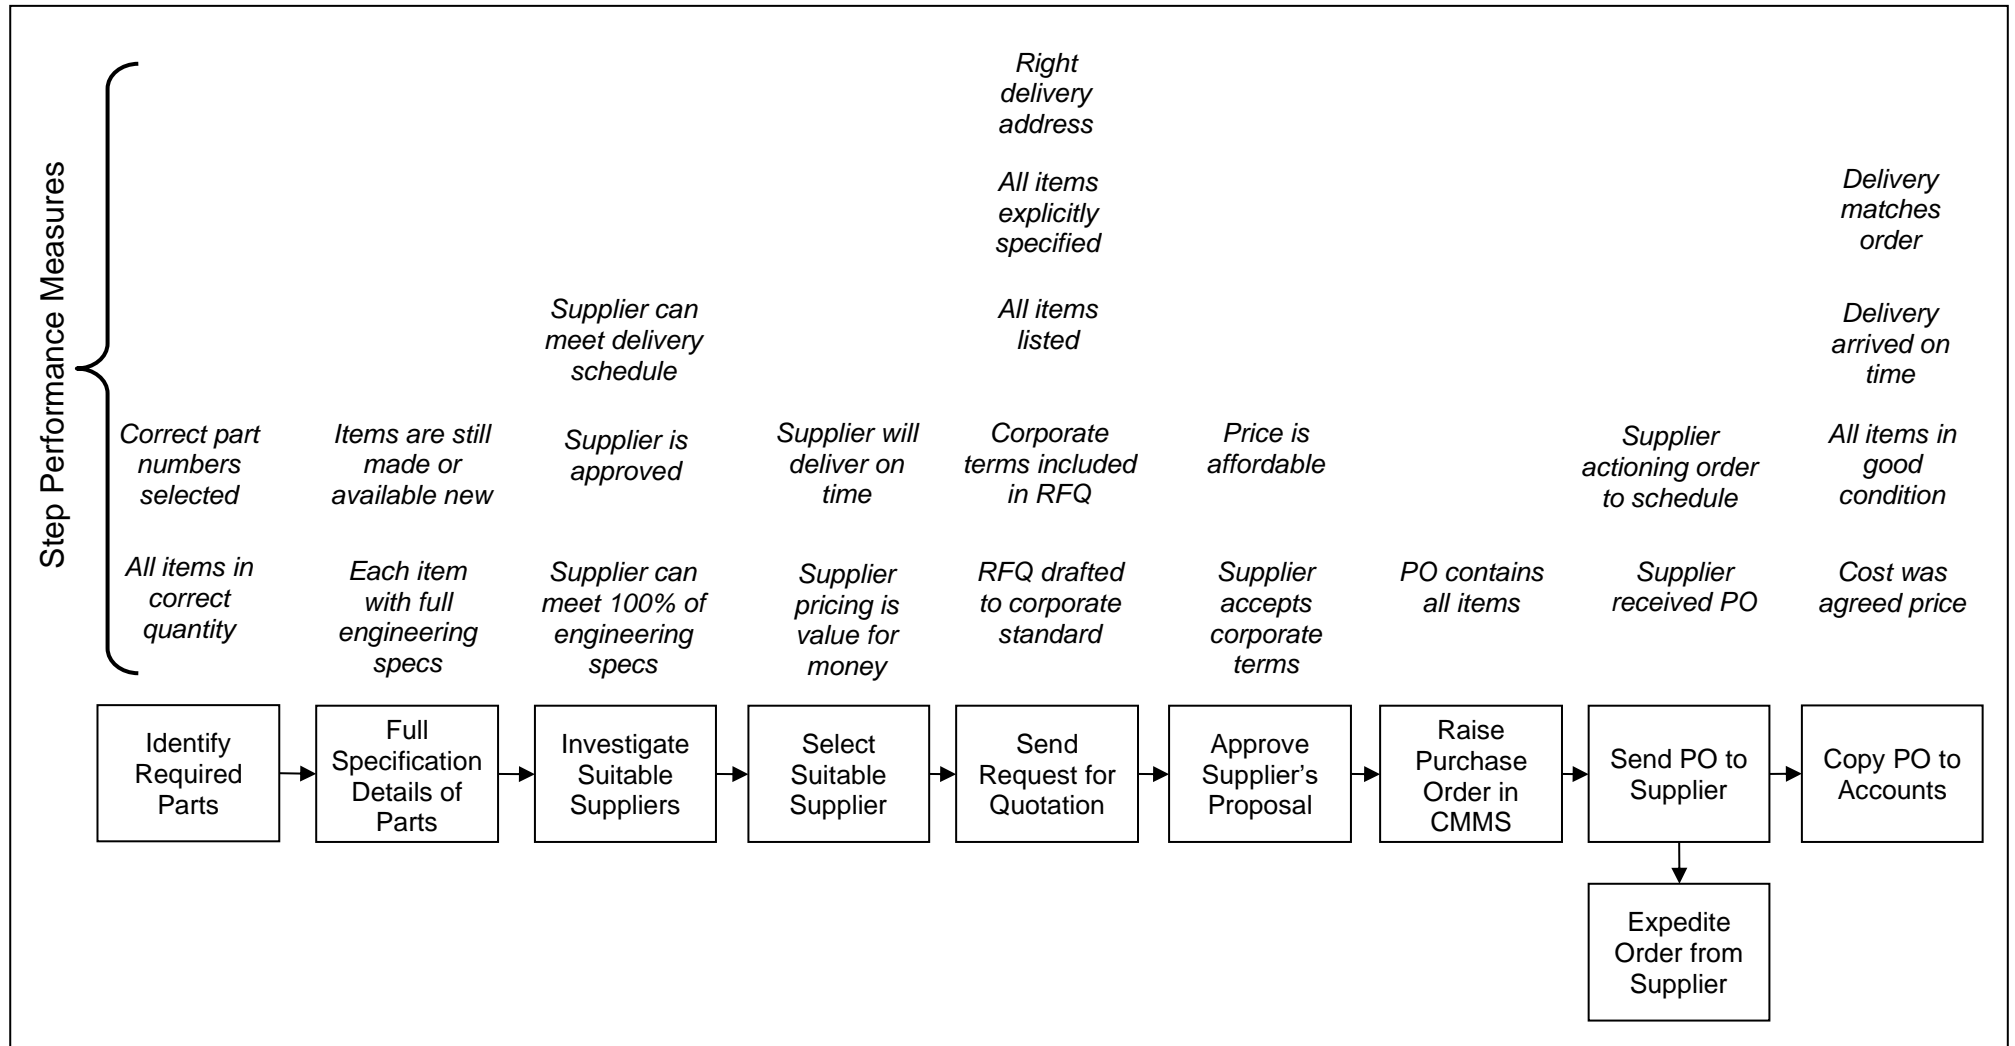 Step Performance Measures
Right
delivery
address
All items
explicitly
specified
Delivery
matches
order
Supplier can
meet delivery
schedule
All items
listed
Delivery
arrived on
time
Correct part
numbers
selected
Items are still
made or
available new
Supplier is
approved
Supplier will
deliver on
time
Corporate
terms included
in RFQ
Price is
affordable
Supplier
actioning order
to schedule
All items in
good
condition
All items in
correct
quantity
Each item
with full
engineering
specs
Supplier can
meet 100% of
engineering
specs
Supplier
pricing is
value for
money
RFQ drafted
to corporate
standard
Supplier
accepts
corporate
terms
PO contains
all items
Supplier
received PO
Cost was
agreed price
Identify
Required
Parts
Full
Specification
Details of
Parts
Investigate
Suitable
Suppliers
Select
Suitable
Supplier
Send
Request for
Quotation
Approve
Supplier’s
Proposal
Raise
Purchase
Order in
CMMS
Send PO to
Supplier
Copy PO to
Accounts
Expedite
Order from
Supplier